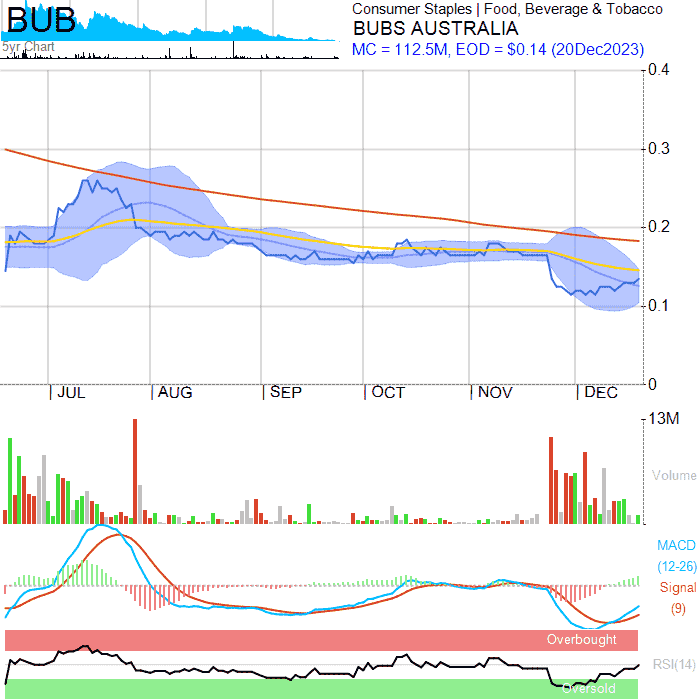 BUB
5yr Chart
Consumer Staples | Food, Beverage & Tobacco
BUBS AUSTRALIA
MC = 112.5M, EOD = $0.14 (20Dec2023)
0.4
0.3
0.2
0.1
0
JUL AUG SEP OCT NOV DEC
13M
Volume
MACD
(12-26)
Signal
(9)
Overbought
RSI(14)
Oversold